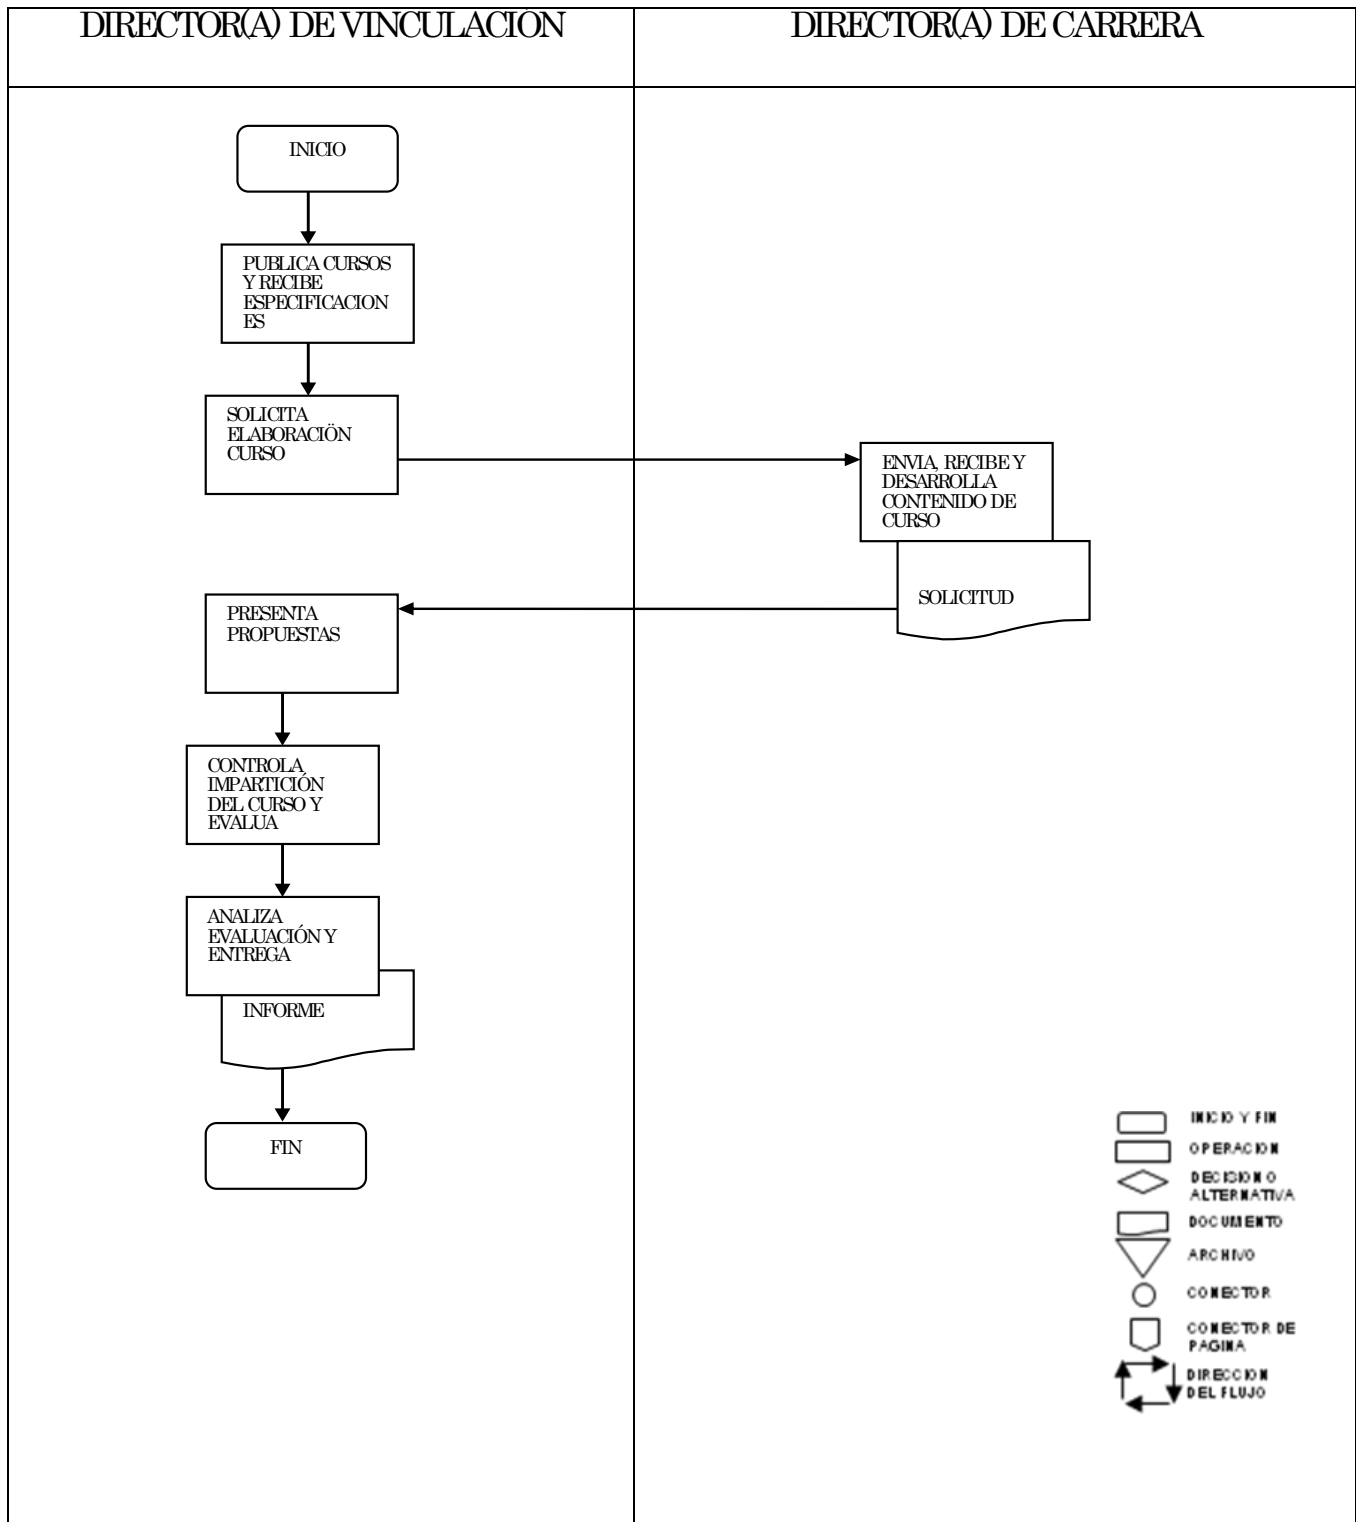 DIRECTOR(A) DE VINCULACIÓN
DIRECTOR(A) DE CARRERA
INICIO
PUBLICA CURSOS
Y RECIBE
ESPECIFICACION
ES
SOLICITA
ELABORACIÖN
CURSO
ENVIA, RECIBE Y
DESARROLLA
CONTENIDO DE
CURSO
SOLICITUD
PRESENTA
PROPUESTAS
CONTROLA
IMPARTICIÓN
DEL CURSO Y
EVALUA
ANALIZA
EVALUACIÓN Y
ENTREGA
INFORME
FIN
INICIO Y FIN
OPERACION
DECISION O
ALTERNATIVA
DOCUMENTO
ARCHIVO
CONECTOR
CONECTOR DE
PAGINA
DIRECCION
DEL FLUJO